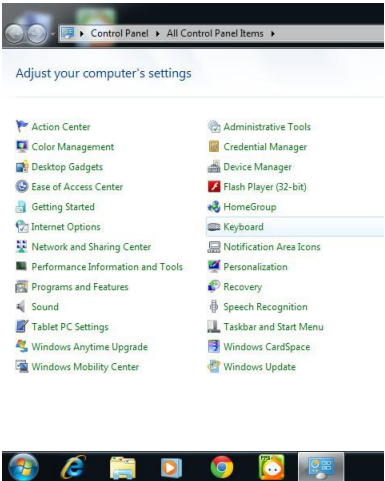 Control Panel All Control Panel Items
Adjust your computer's settings
Action Center
Color Management
Desktop Gadgets
Ease of Access Center
Getting Started
Internet Options
Network and Sharing Center
Performance Information and Tools
Programs and Features
Sound
Tablet PC Settings
Windows Anytime Upgrade
Windows Mobility Center
Administrative Tools
Credential Manager
Device Manager
Flash Player (32-bit)
HomeGroup
Keyboard
Notification Area Icons
Personalization
Recovery
Speech Recognition
Taskbar and Start Menu
Windows CardSpace
Windows Update